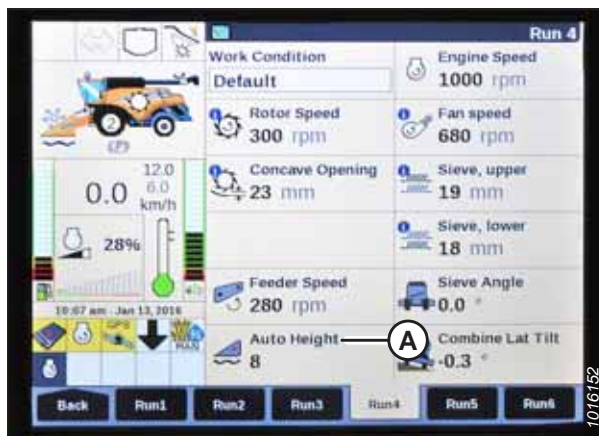 Run 4
Work Condition
Default
Engine Speed
1000 rpm
Rotor Speed
300 rpm
Fan speed
680 rpm
Concave Opening
23 mm
Sieve, upper
19 mm
Sieve, lower
18 mm
Feeder Speed
280 rpm
Sieve Angle
0.0 °
Auto Height
8
A
Combine Lat Tilt
-0.3 °
2
(P)
0.0
12.0
6.0
km/h
28%
10:07 am Jan 13, 2016
GPS
MAN
Back
Run1
Run2
Run3
Run4
Run5
Run6
1016152